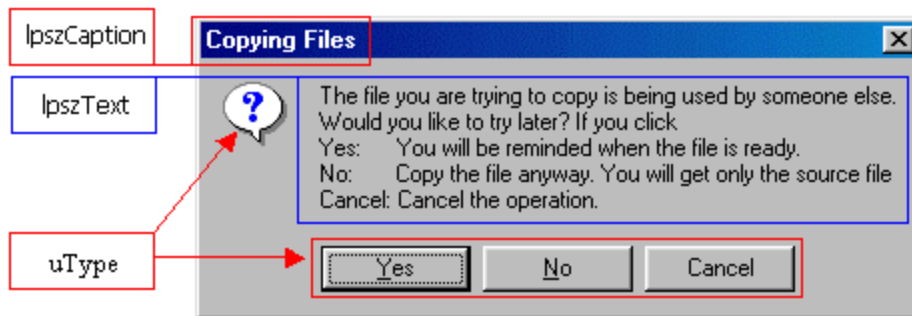 lpszCaption
Copying Files
lpszText
The file you are trying to copy is being used by someone else.
Would you like to try later? If you click
Yes: You will be reminded when the file is ready.
No: Copy the file anyway. You will get only the source file
Cancel: Cancel the operation.
uType
Yes
No
Cancel